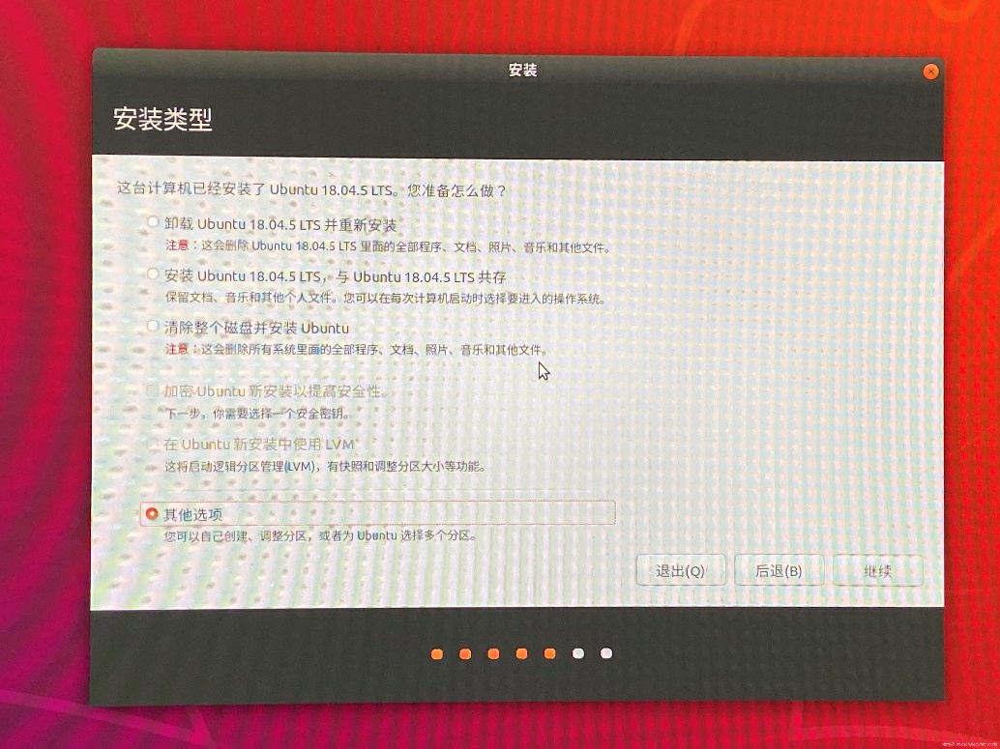 安装
安装类型
这台计算机已经安装了 Ubuntu 18.04.5 LTS。您准备怎么做？
卸载 Ubuntu 18.04.5 LTS 并重新安装
注意：这会删除 Ubuntu 18.04.5 LTS 里面的全部程序、文档、照片、音乐和其他文件。
安装 Ubuntu 18.04.5 LTS，与 Ubuntu 18.04.5 LTS 共存
保留文档、音乐和其他个人文件。您可以在每次计算机启动时选择要进入的操作系统。
清除整个磁盘并安装 Ubuntu
注意：这会删除所有系统里面的全部程序、文档、照片、音乐和其他文件。
加密 Ubuntu 新安装以提高安全性。
下一步，你需要选择一个安全密钥。
在 Ubuntu 新安装中使用 LVM
这将启动逻辑分区管理(LVM)，有快照和调整分区大小等功能。
其他选项
您可以自己创建、调整分区，或者为 Ubuntu 选择多个分区。
退出(Q) 后退(B) 继续